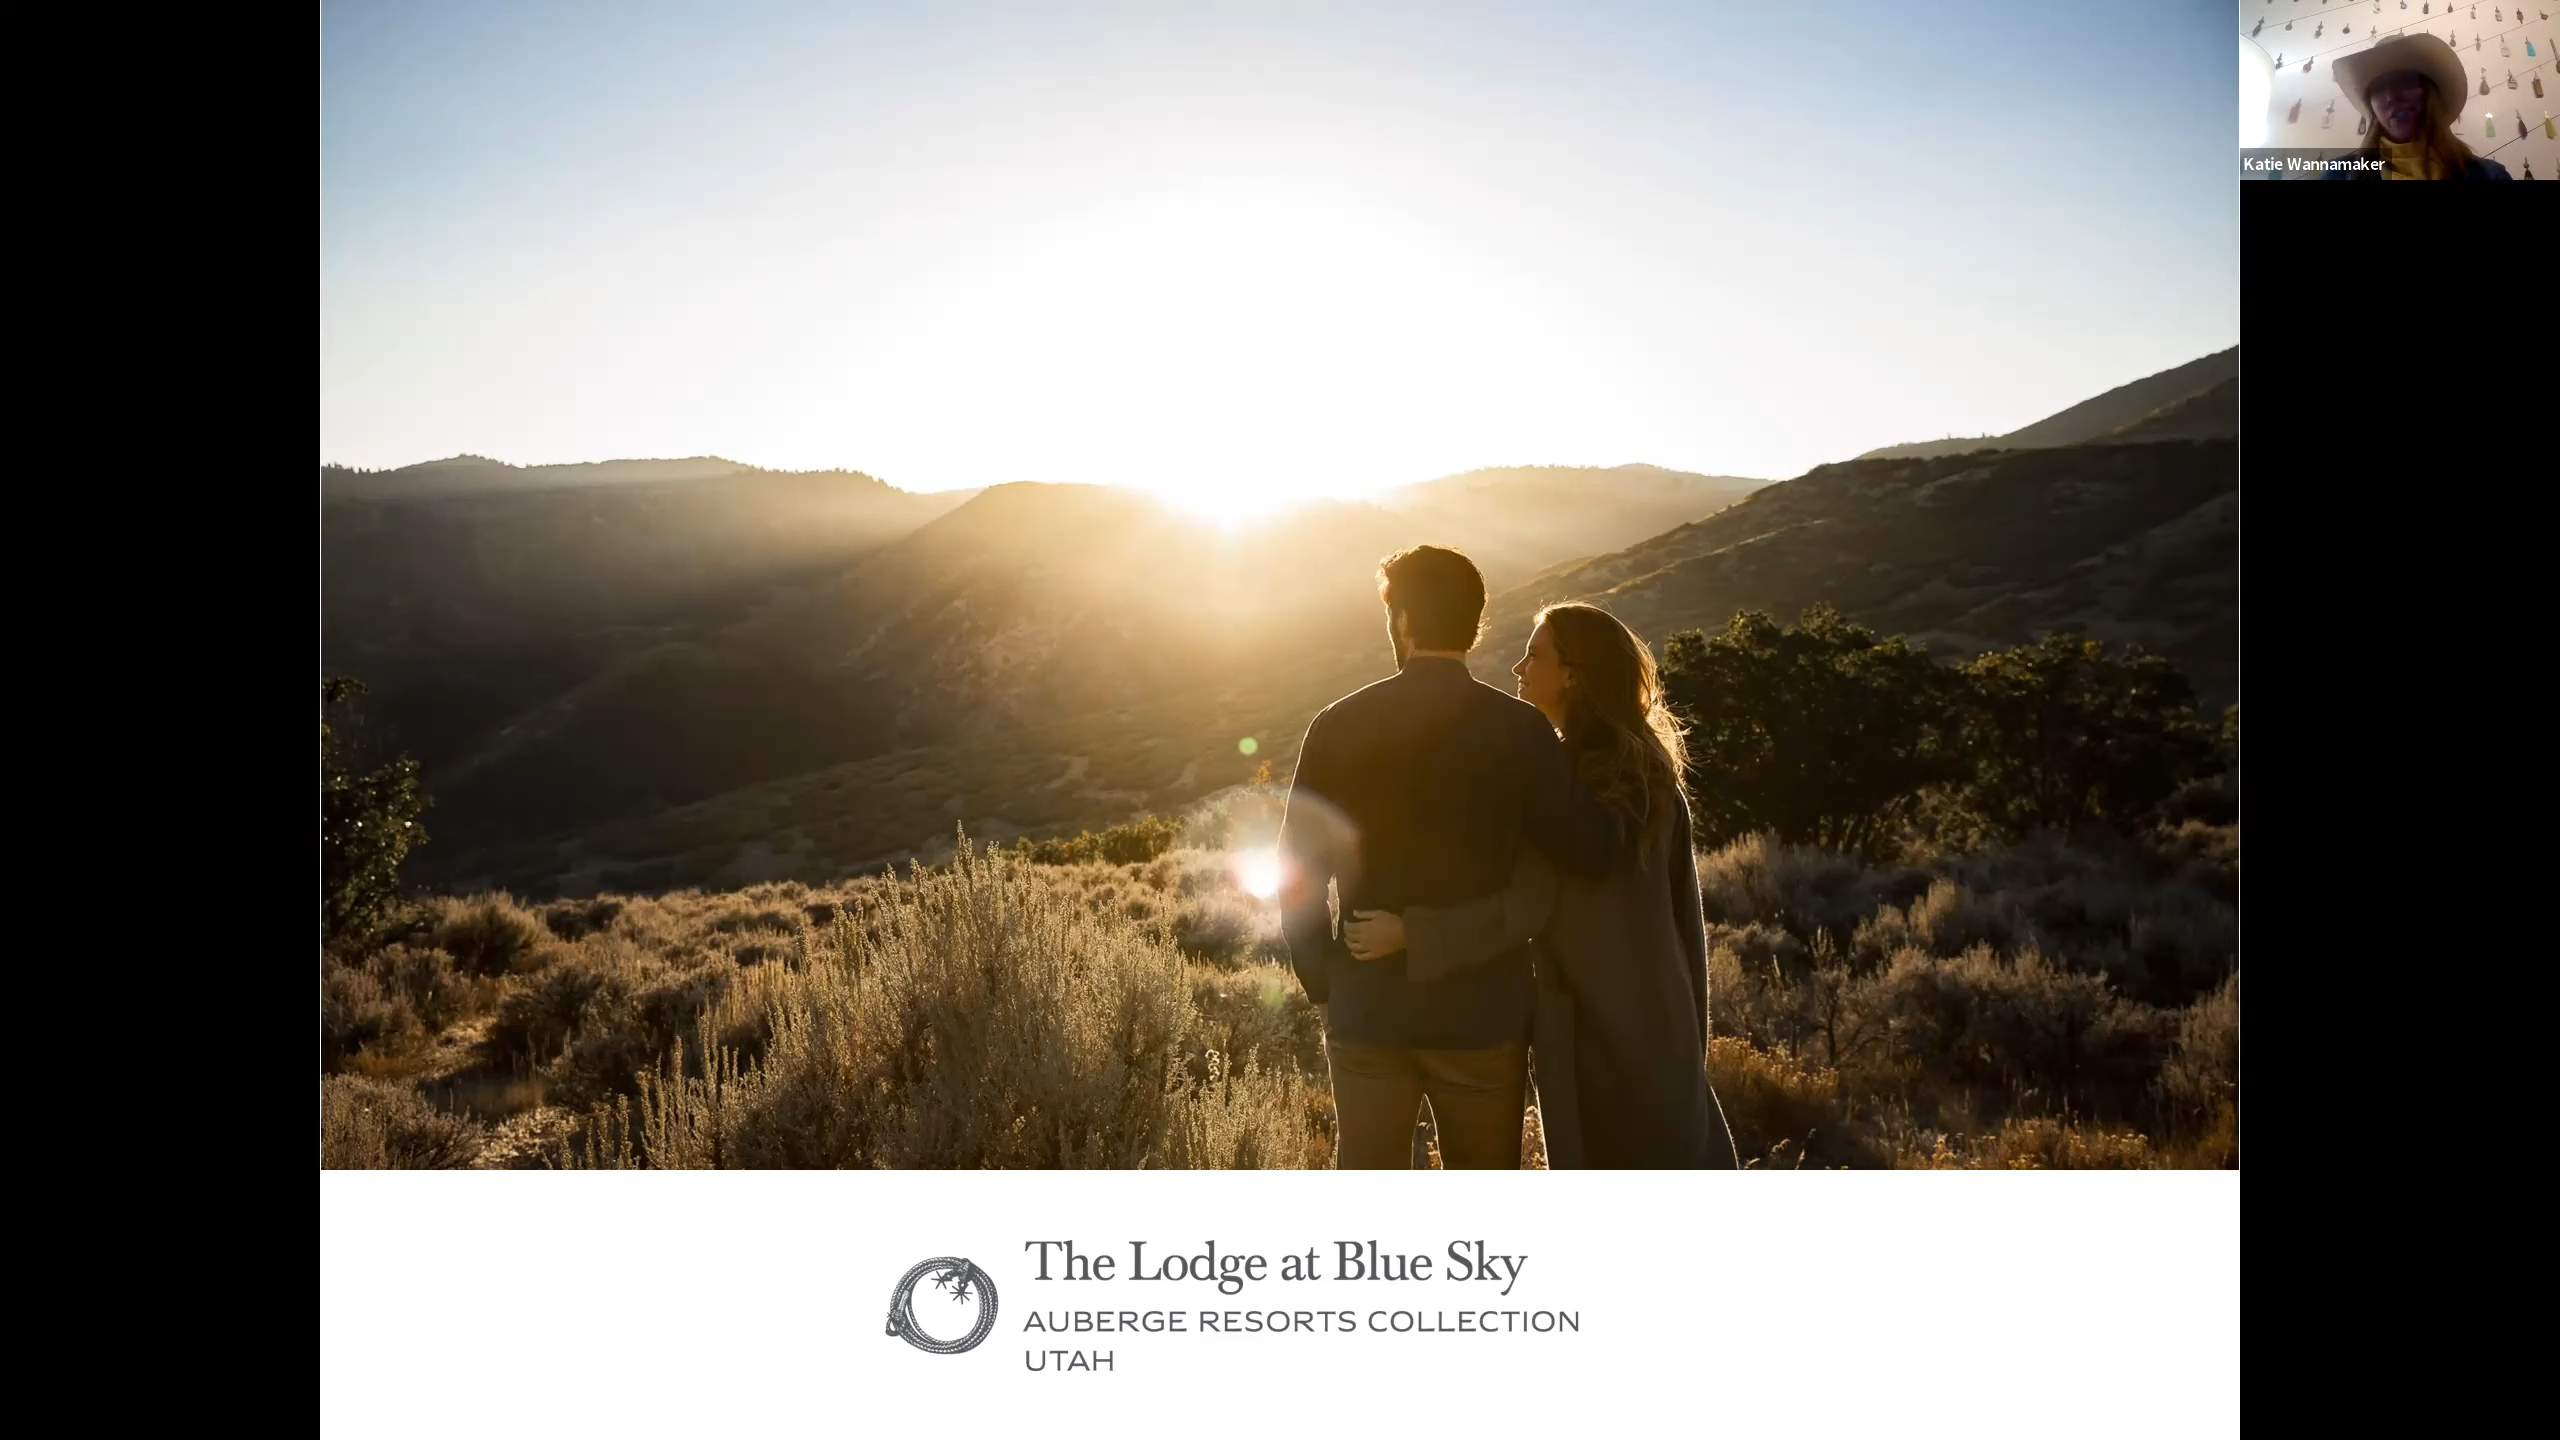 Katie Wannamaker
The Lodge at Blue Sky
AUBERGE RESORTS COLLECTION
UTAH